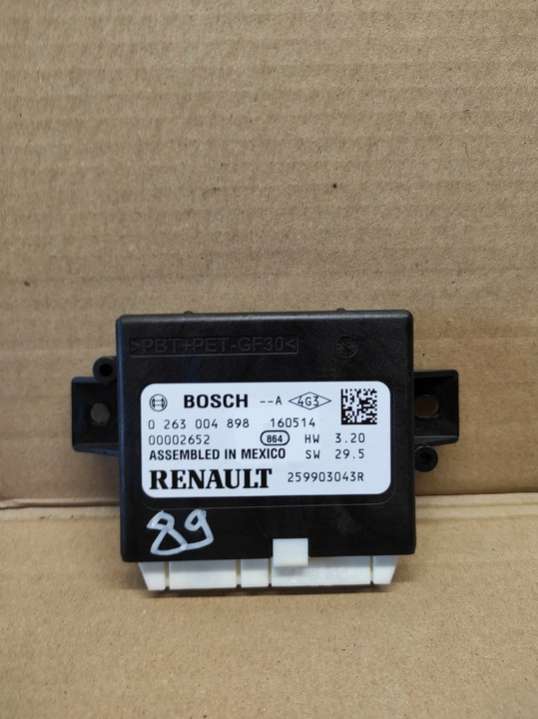 >PBT+PET-GF30<
BOSCH --A 4G3
0 263 004 898 160514
00002652 864 HW 3.20
ASSEMBLED IN MEXICO SW 29.5
RENAULT 259903043R
89